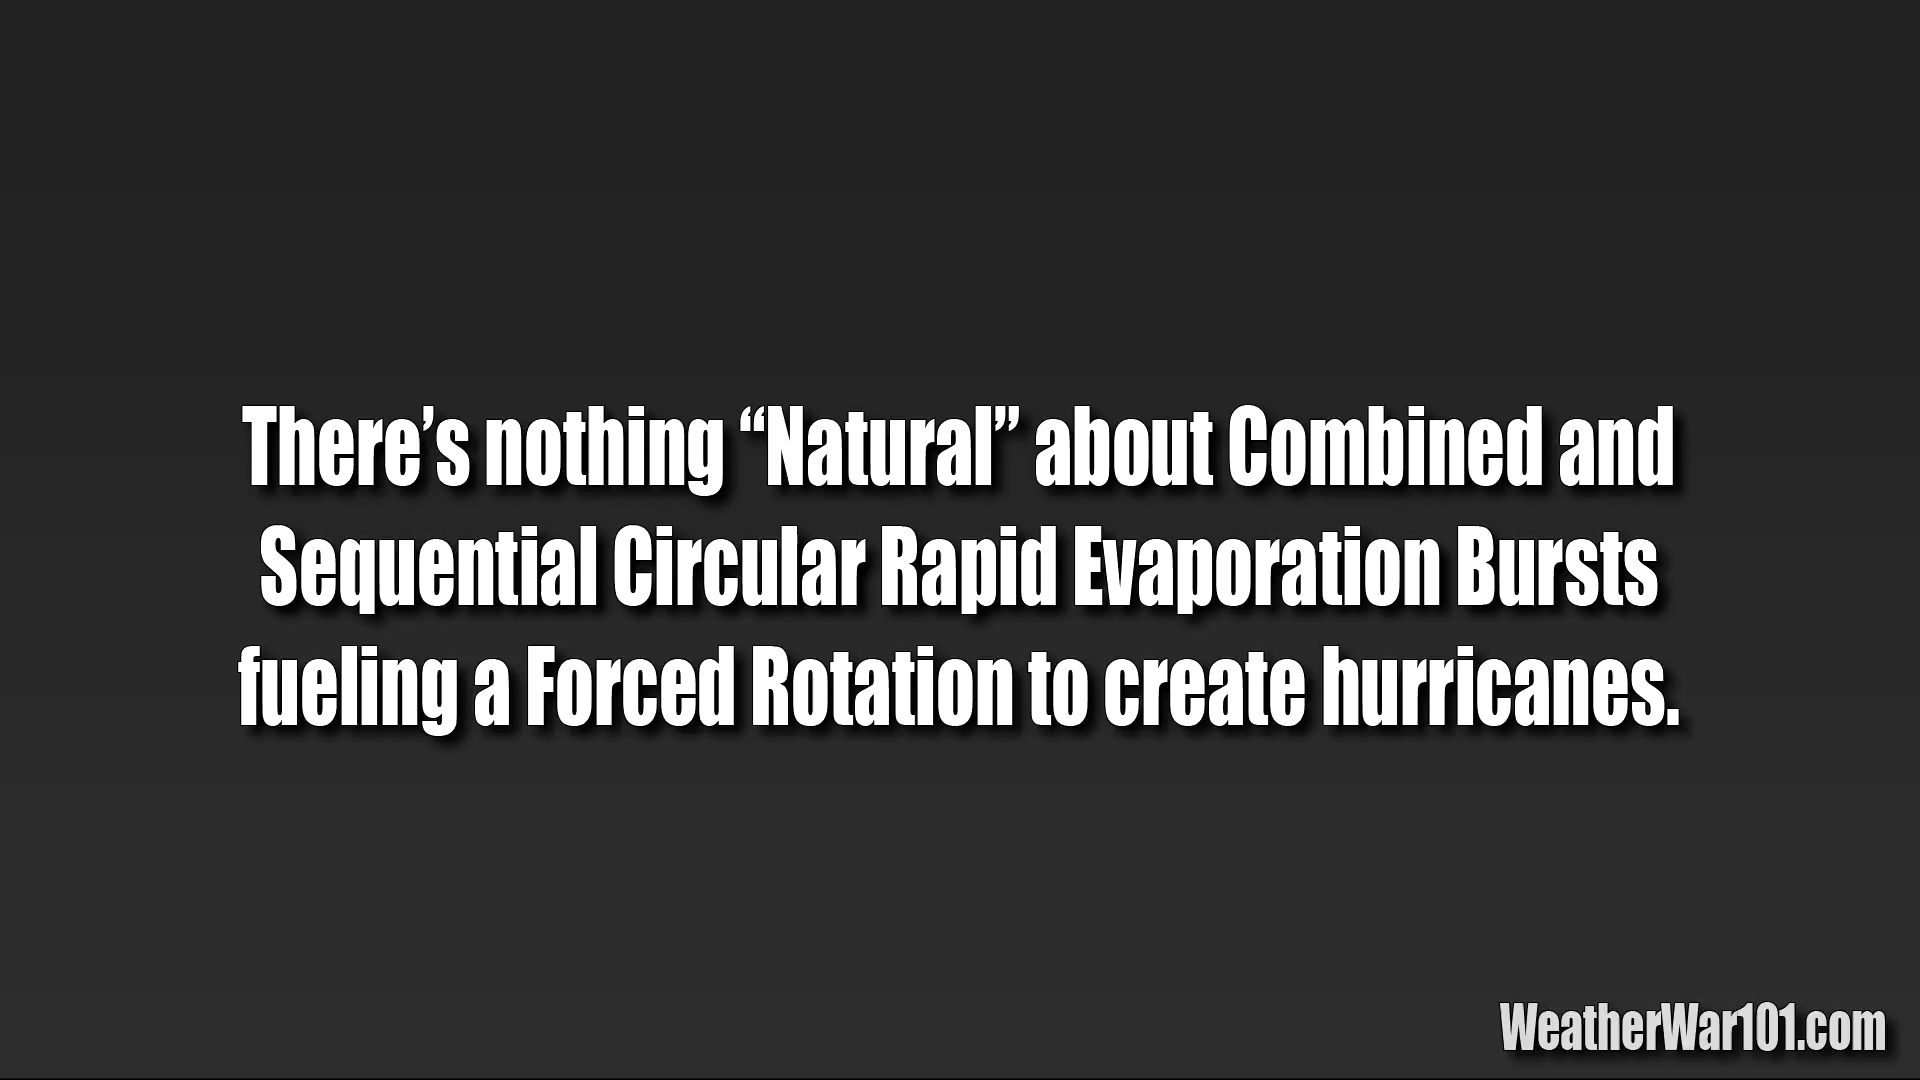 There’s nothing “Natural” about Combined and
Sequential Circular Rapid Evaporation Bursts
fueling a Forced Rotation to create hurricanes.
WeatherWar101.com